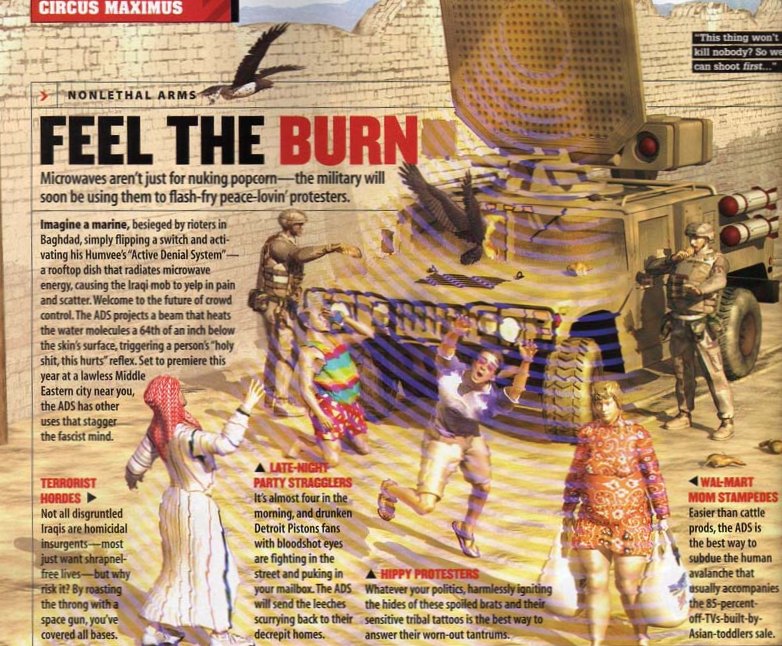 CIRCUS MAXIMUS
"This thing won't
kill nobody? So we
can shoot first..."
NONLETHAL ARMS
FEEL THE BURN
Microwaves aren't just for nuking popcorn—the military will
soon be using them to flash-fry peace-lovin' protesters.
Imagine a marine, besieged by rioters in
Baghdad, simply flipping a switch and acti-
vating his Humvee's "Active Denial System"—
a rooftop dish that radiates microwave
energy, causing the Iraqi mob to yelp in pain
and scatter. Welcome to the future of crowd
control. The ADS projects a beam that heats
the water molecules a 64th of an inch below
the skin's surface, triggering a person's "holy
shit, this hurts" reflex. Set to premiere this
year at a lawless Middle
Eastern city near you,
the ADS has other
uses that stagger
the fascist mind.
TERRORIST
HORDES ▶
Not all disgruntled
Iraqis are homicidal
insurgents—most
just want shrapnel-
free lives—but why
risk it? By roasting
the throng with a
space gun, you've
covered all bases.
▲ LATE-NIGHT
PARTY STRAGGLERS
It's almost four in the
morning, and drunken
Detroit Pistons fans
with bloodshot eyes
are fighting in the
street and puking in
your mailbox. The ADS
will send the leeches
scurrying back to their
decrepit homes.
▲ HIPPY PROTESTERS
Whatever your politics, harmlessly igniting
the hides of these spoiled brats and their
sensitive tribal tattoos is the best way to
answer their worn-out tantrums.
◀ WAL-MART
MOM STAMPEDES
Easier than cattle
prods, the ADS is
the best way to
subdue the human
avalanche that
usually accompanies
the 85-percent-
off-TVs-built-by-
Asian-toddlers sale.